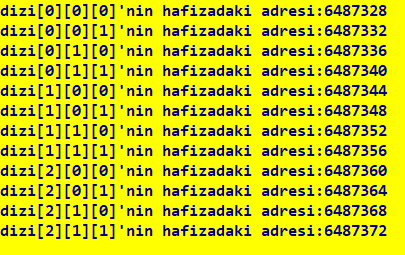 dizi[0][0][0]'nin hafizadaki adresi:6487328
dizi[0][0][1]'nin hafizadaki adresi:6487332
dizi[0][1][0]'nin hafizadaki adresi:6487336
dizi[0][1][1]'nin hafizadaki adresi:6487340
dizi[1][0][0]'nin hafizadaki adresi:6487344
dizi[1][0][1]'nin hafizadaki adresi:6487348
dizi[1][1][0]'nin hafizadaki adresi:6487352
dizi[1][1][1]'nin hafizadaki adresi:6487356
dizi[2][0][0]'nin hafizadaki adresi:6487360
dizi[2][0][1]'nin hafizadaki adresi:6487364
dizi[2][1][0]'nin hafizadaki adresi:6487368
dizi[2][1][1]'nin hafizadaki adresi:6487372